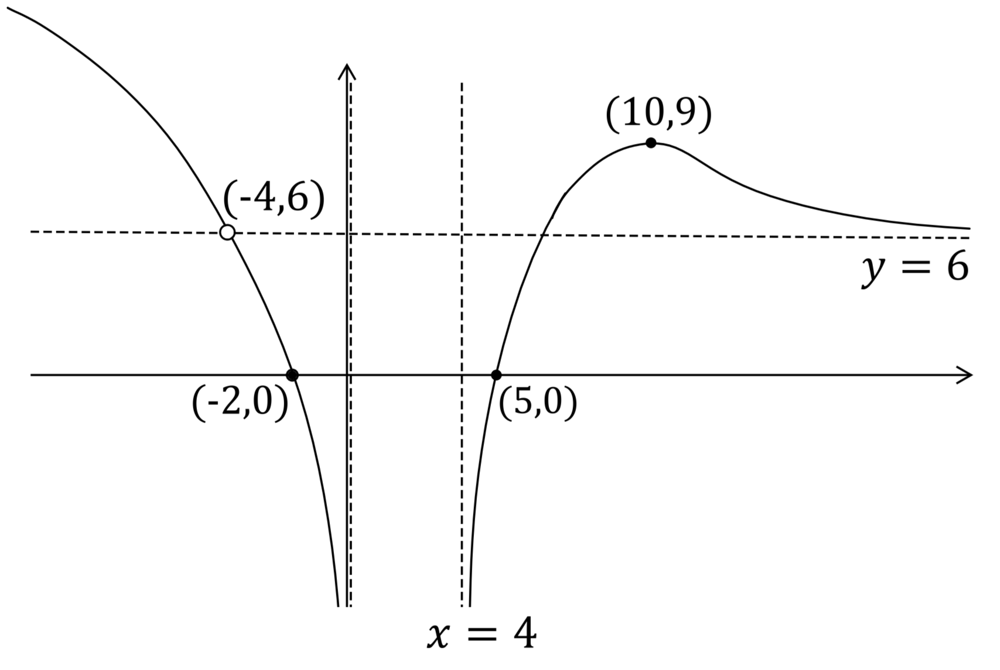 (10,9)
(-4,6)
y = 6
(-2,0)
(5,0)
x = 4